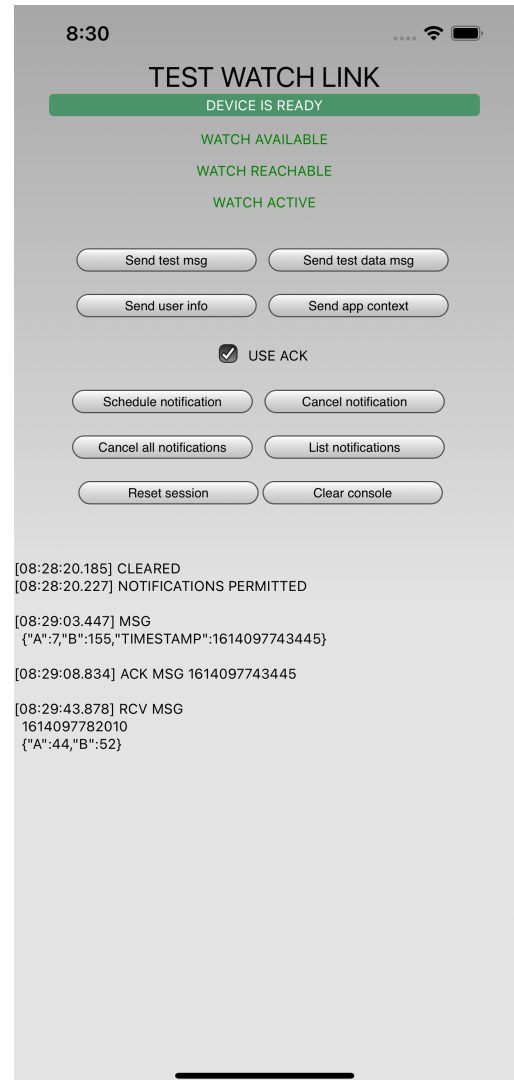 8:30
TEST WATCH LINK
DEVICE IS READY
WATCH AVAILABLE
WATCH REACHABLE
WATCH ACTIVE
Send test msg Send test data msg
Send user info Send app context
USE ACK
Schedule notification Cancel notification
Cancel all notifications List notifications
Reset session Clear console
[08:28:20.185] CLEARED
[08:28:20.227] NOTIFICATIONS PERMITTED
[08:29:03.447] MSG
{"A":7,"B":155,"TIMESTAMP":1614097743445}
[08:29:08.834] ACK MSG 1614097743445
[08:29:43.878] RCV MSG
1614097782010
{"A":44,"B":52}